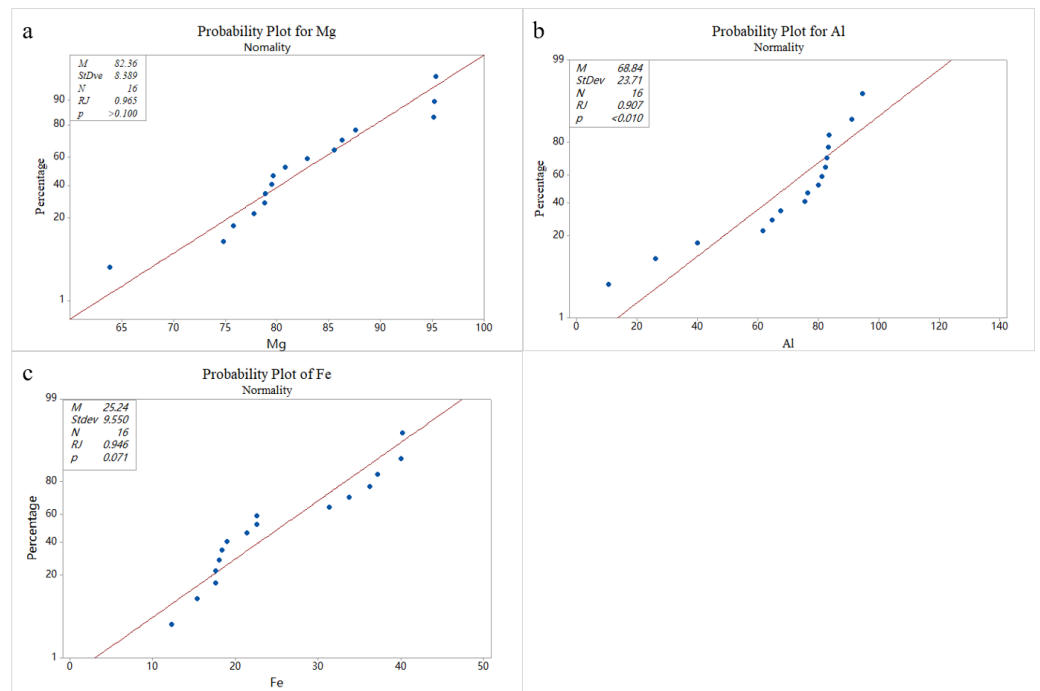 a
Probability Plot for Mg
Nomality
M 82.36
StDve 8.389
N 16
RJ 0.965
p >0.100
Percentage
90
80
60
40
20
1
65 70 75 80 85 90 95 100
Mg
b
Probability Plot for Al
Normality
M 68.84
StDev 23.71
N 16
RJ 0.907
p <0.010
Percentage
99
80
60
40
20
1
0 20 40 60 80 100 120 140
Al
c
Probability Plot of Fe
Normality
M 25.24
Stdev 9.550
N 16
RJ 0.946
p 0.071
Percentage
99
80
60
40
20
1
0 10 20 30 40 50
Fe